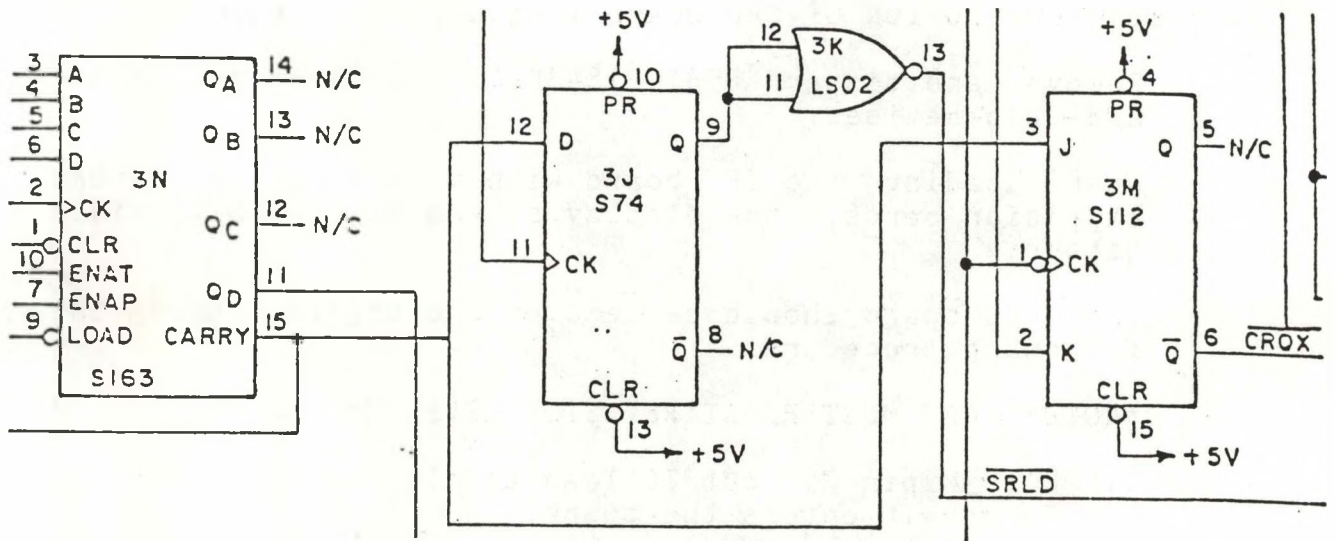 3 A
4 B
5 C
6 D
2 CK
1 CLR
10 ENAT
7 ENAP
9 LOAD
3N
S163
QA 14 N/C
QB 13 N/C
QC 12 N/C
QD 11
CARRY 15
+5V
10
PR
12 D
Q 9
3J
S74
11 CK
Q 8 N/C
CLR
13
+5V
12
11
3K
LS02
13
+5V
4
PR
3 J
Q 5 N/C
3M
S112
1 CK
2 K
Q 6
CLR
15
+5V
CRQX
SRLD